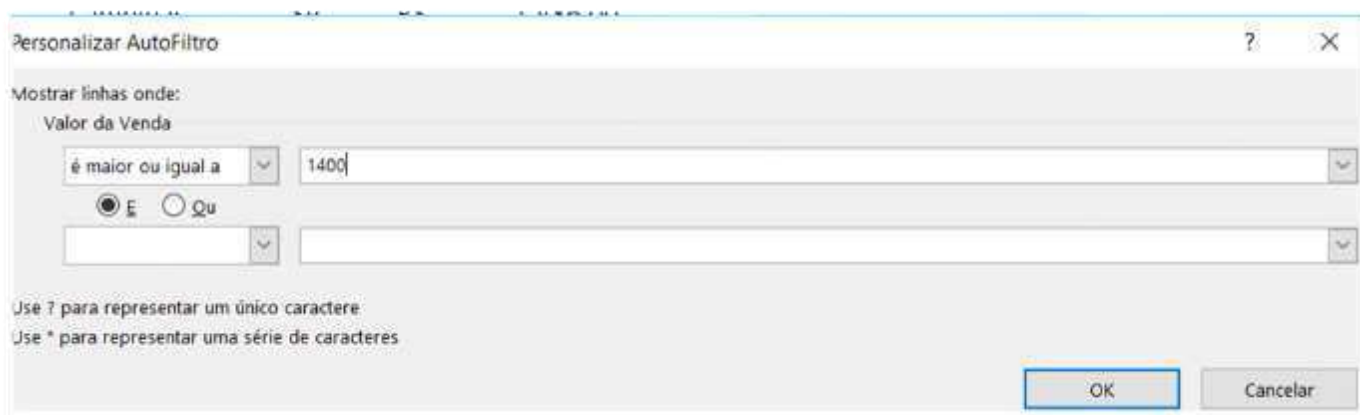 Personalizar AutoFiltro ? ×
Mostrar linhas onde:
Valor da Venda
é maior ou igual a 1400
E Ou
Use ? para representar um único caractere
Use * para representar uma série de caracteres
OK Cancelar